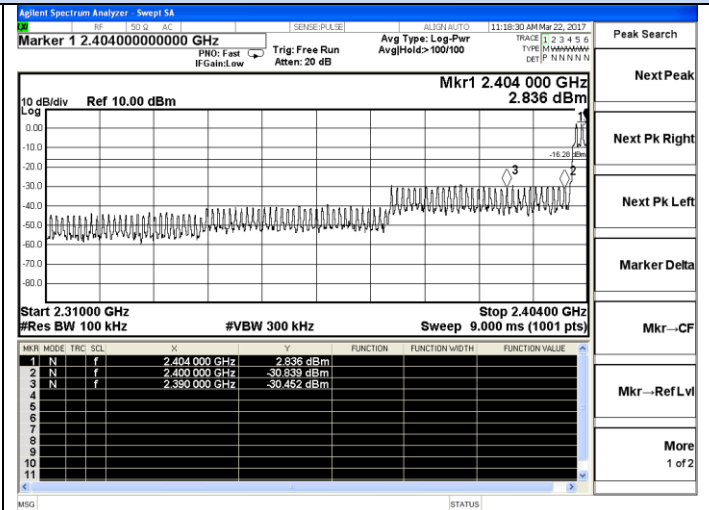 Agilent Spectrum Analyzer - Swept SA
LXI RF 50 Ω AC SENSE:PULSE ALIGN AUTO 11:18:30 AM Mar 22, 2017
Marker 1 2.404000000000 GHz
PNO: Fast
IFGain:Low
Trig: Free Run
Atten: 20 dB
Avg Type: Log-Pwr
Avg|Hold:>100/100
TRACE 1 2 3 4 5 6
TYPE M
DET P N N N N N
Peak Search
Next Peak
Next Pk Right
Next Pk Left
Marker Delta
Mkr→CF
Mkr→Ref Lvl
More
1 of 2
Mkr1 2.404 000 GHz
2.836 dBm
10 dB/div Ref 10.00 dBm
Log
0.00
-10.0
-20.0
-30.0
-40.0
-50.0
-60.0
-70.0
-80.0
1
-16.28 dBm
3
2
Start 2.31000 GHz Stop 2.40400 GHz
#Res BW 100 kHz #VBW 300 kHz Sweep 9.000 ms (1001 pts)
MKR MODE TRC SCL X Y FUNCTION FUNCTION WIDTH FUNCTION VALUE
1 N f 2.404 000 GHz 2.836 dBm
2 N f 2.400 000 GHz -30.839 dBm
3 N f 2.390 000 GHz -30.452 dBm
4
5
6
7
8
9
10
11
MSG STATUS